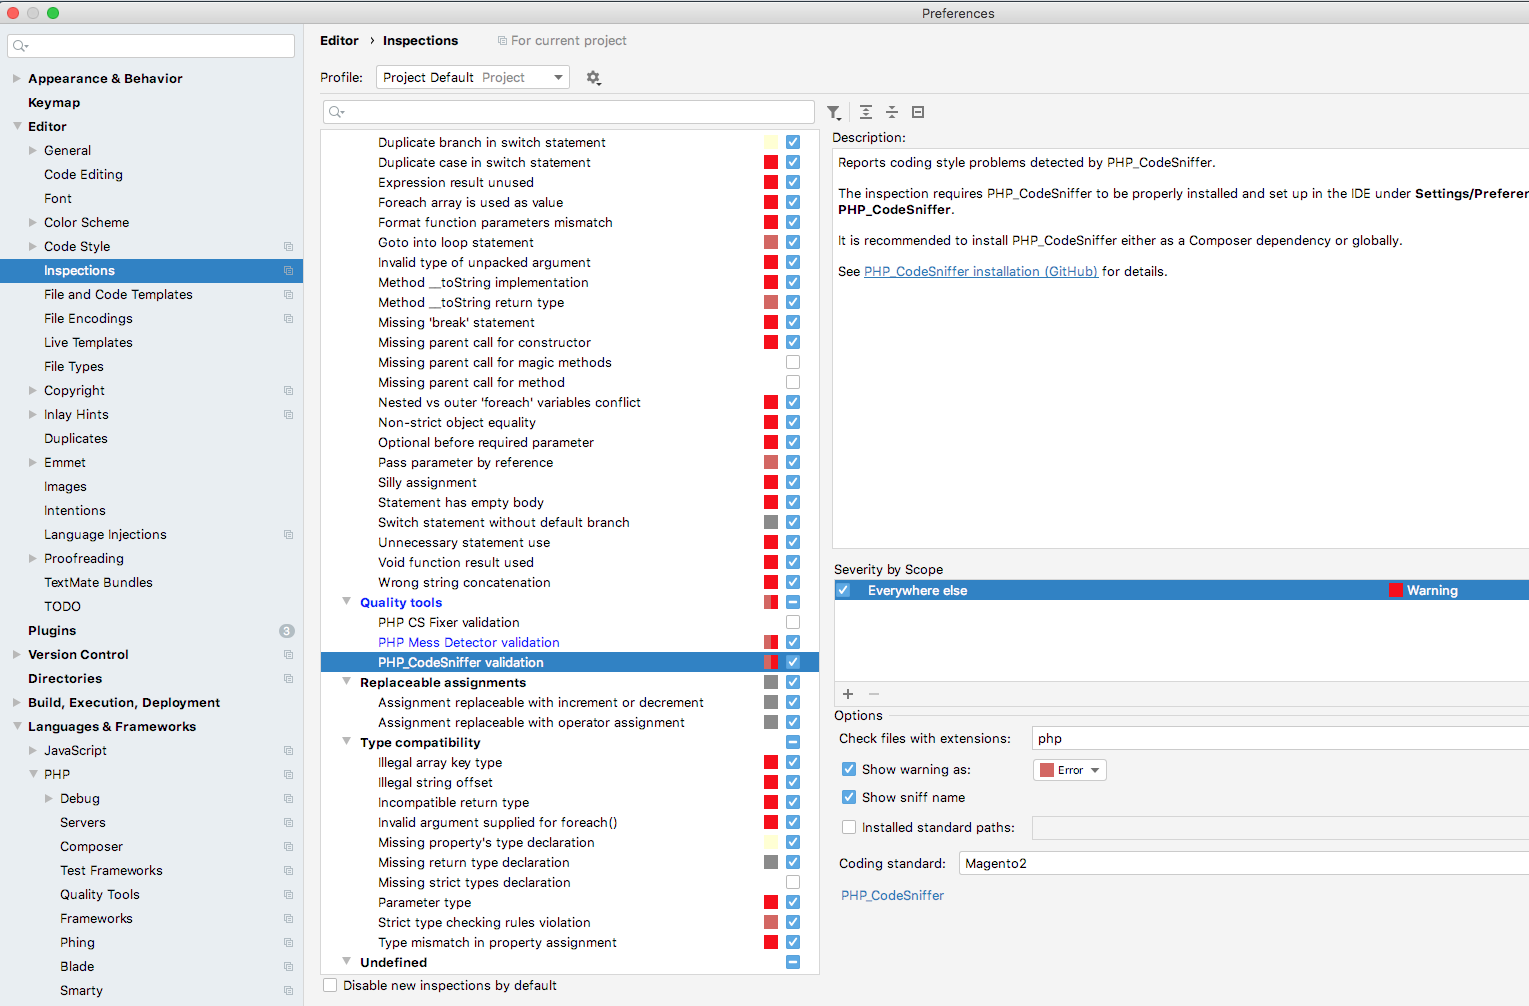 Preferences
Appearance & Behavior
Keymap
Editor
General
Code Editing
Font
Color Scheme
Code Style
Inspections
File and Code Templates
File Encodings
Live Templates
File Types
Copyright
Inlay Hints
Duplicates
Emmet
Images
Intentions
Language Injections
Proofreading
TextMate Bundles
TODO
Plugins 3
Version Control
Directories
Build, Execution, Deployment
Languages & Frameworks
JavaScript
PHP
Debug
Servers
Composer
Test Frameworks
Quality Tools
Frameworks
Phing
Blade
Smarty
Editor › Inspections For current project
Profile: Project Default Project
Duplicate branch in switch statement
Duplicate case in switch statement
Expression result unused
Foreach array is used as value
Format function parameters mismatch
Goto into loop statement
Invalid type of unpacked argument
Method __toString implementation
Method __toString return type
Missing 'break' statement
Missing parent call for constructor
Missing parent call for magic methods
Missing parent call for method
Nested vs outer 'foreach' variables conflict
Non-strict object equality
Optional before required parameter
Pass parameter by reference
Silly assignment
Statement has empty body
Switch statement without default branch
Unnecessary statement use
Void function result used
Wrong string concatenation
Quality tools
PHP CS Fixer validation
PHP Mess Detector validation
PHP_CodeSniffer validation
Replaceable assignments
Assignment replaceable with increment or decrement
Assignment replaceable with operator assignment
Type compatibility
Illegal array key type
Illegal string offset
Incompatible return type
Invalid argument supplied for foreach()
Missing property's type declaration
Missing return type declaration
Missing strict types declaration
Parameter type
Strict type checking rules violation
Type mismatch in property assignment
Undefined
Disable new inspections by default
Description:
Reports coding style problems detected by PHP_CodeSniffer.
The inspection requires PHP_CodeSniffer to be properly installed and set up in the IDE under Settings/Preferen
PHP_CodeSniffer.
It is recommended to install PHP_CodeSniffer either as a Composer dependency or globally.
See PHP_CodeSniffer installation (GitHub) for details.
Severity by Scope
Everywhere else Warning
Options
Check files with extensions: php
Show warning as: Error
Show sniff name
Installed standard paths:
Coding standard: Magento2
PHP_CodeSniffer